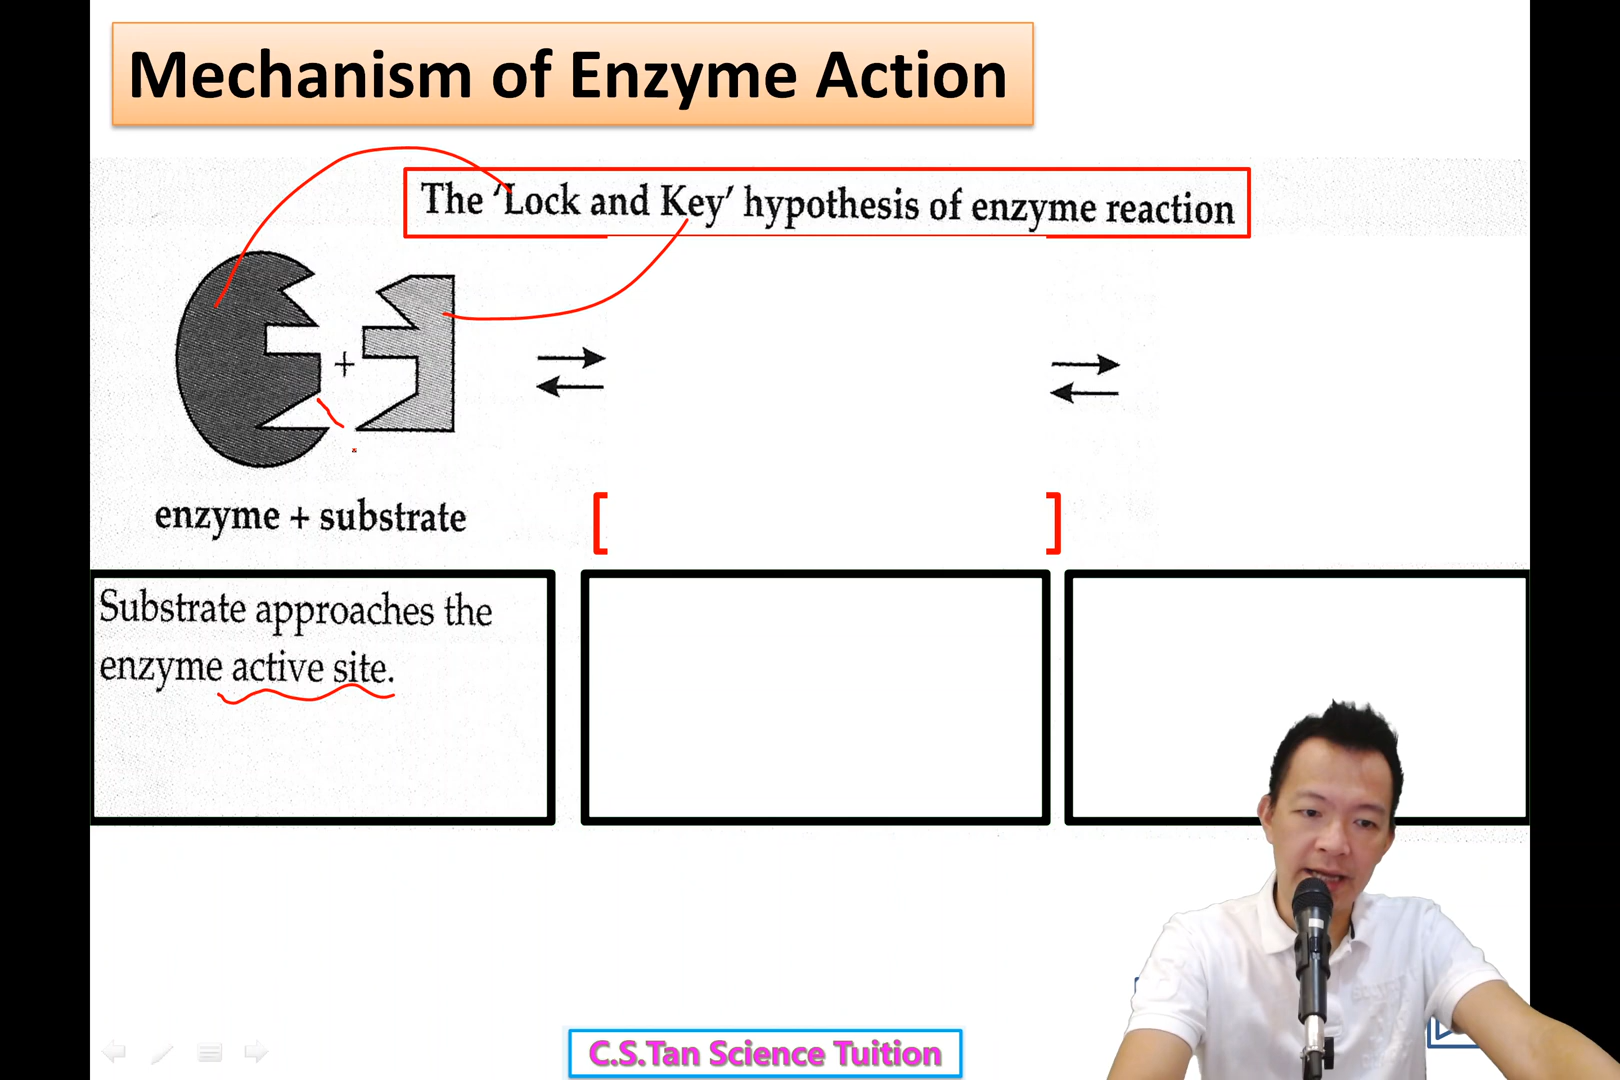 Mechanism of Enzyme Action
The ‘Lock and Key’ hypothesis of enzyme reaction
+
enzyme + substrate
[ ]
Substrate approaches the
enzyme active site.
C.S.Tan Science Tuition